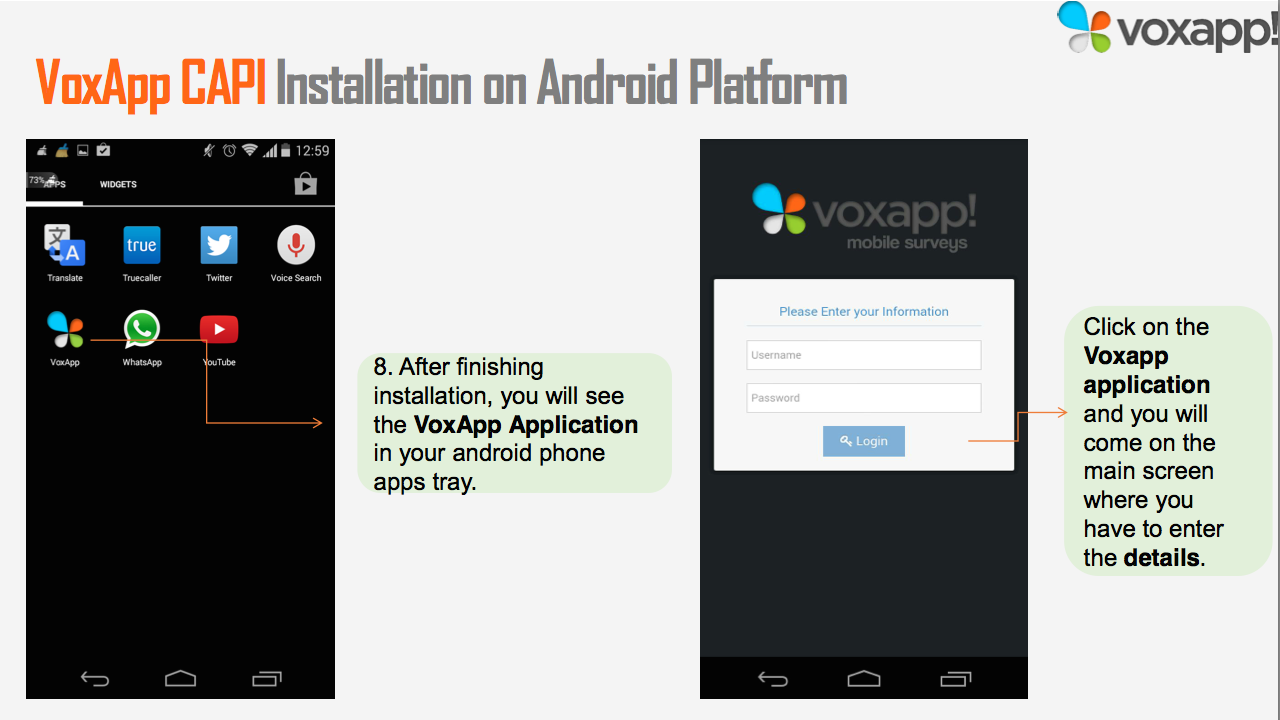 voxapp!
VoxApp CAPI Installation on Android Platform
12:59
73%
APPS WIDGETS
文
A
true
Translate Truecaller Twitter Voice Search
VoxApp WhatsApp YouTube
8. After finishing
installation, you will see
the VoxApp Application
in your android phone
apps tray.
voxapp!
mobile surveys
Please Enter your Information
Username
Password
Login
Click on the
Voxapp
application
and you will
come on the
main screen
where you
have to enter
the details.